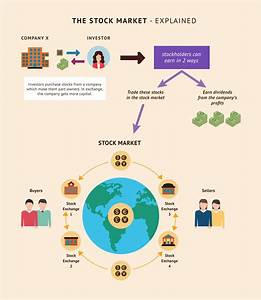 THE STOCK MARKET - EXPLAINED
COMPANY X
INVESTOR
stockholders can
earn in 2 ways
Investors purchase stocks from a company
which make them part owners. In exchange,
the company gets more capital.
Trade these stocks
in the stock market
Earn dividends
from the company's
profits
STOCK MARKET
Buyers
Sellers
Stock
Exchange
1
Stock
Exchange
2
Stock
Exchange
3
Stock
Exchange
4